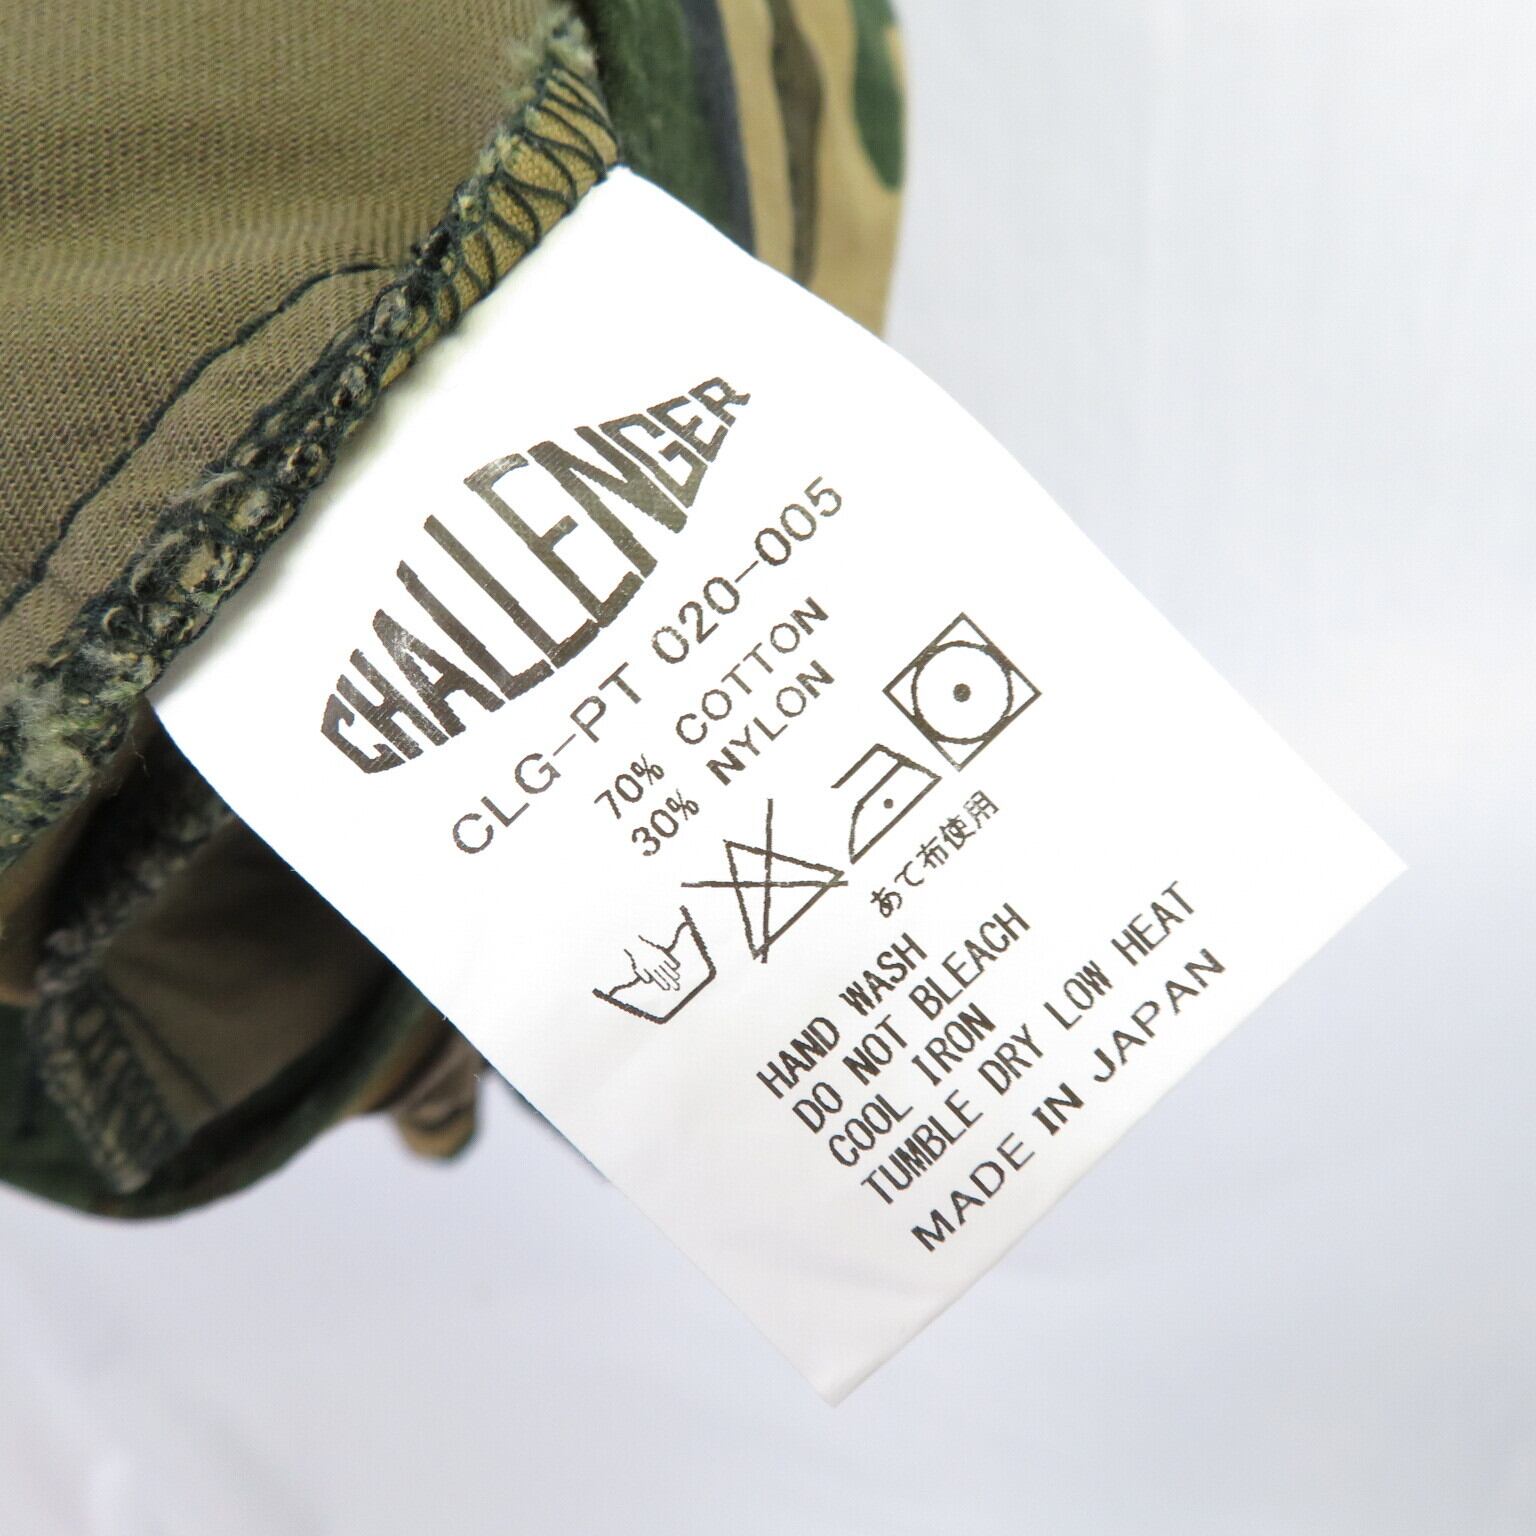 CHALLENGER
CLG-PT 020-005
70% COTTON
30% NYLON
あて布使用
HAND WASH
DO NOT BLEACH
COOL IRON
TUMBLE DRY LOW HEAT
MADE IN JAPAN